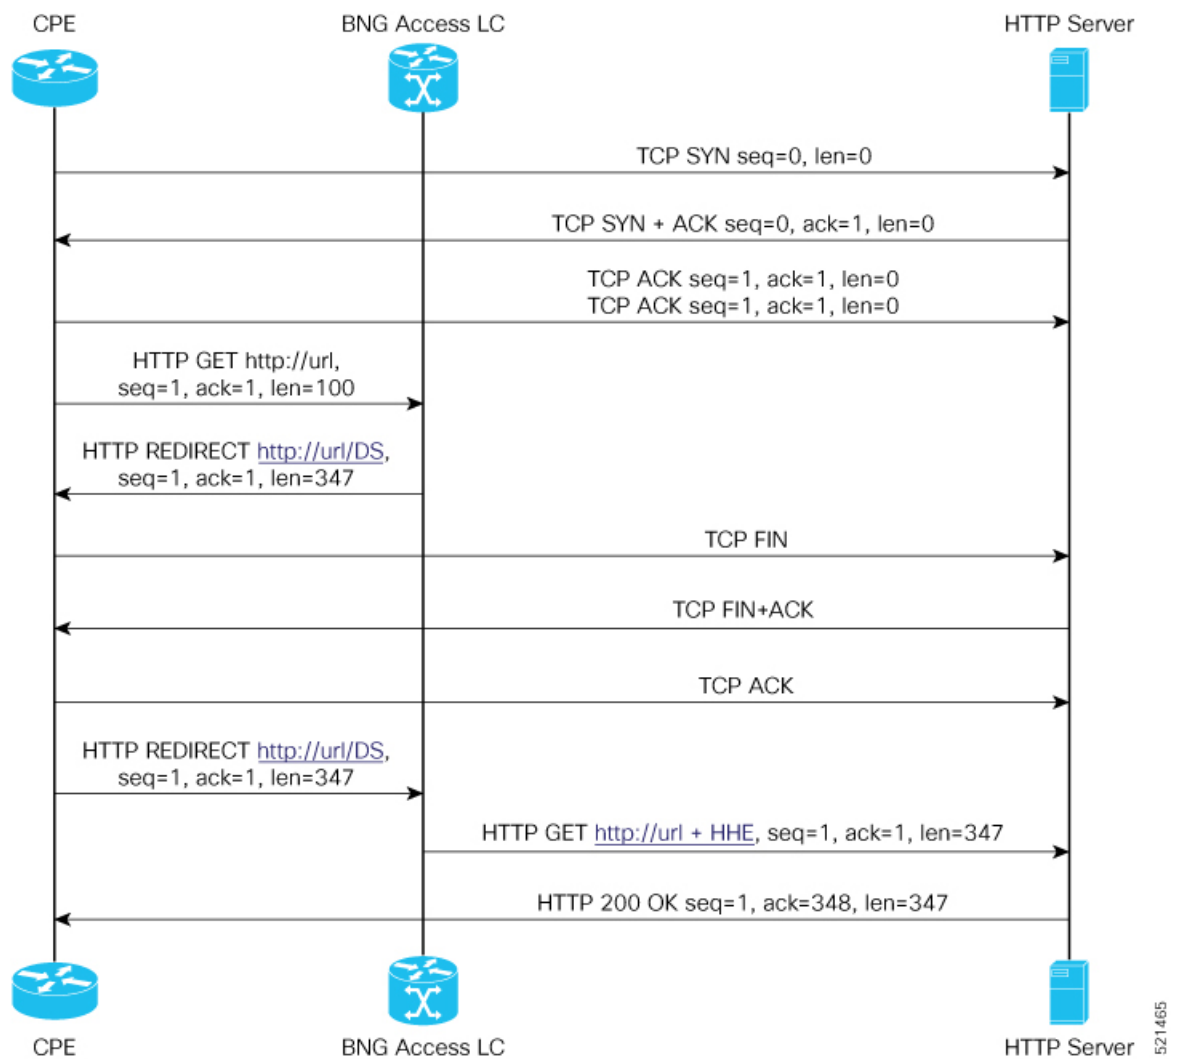 CPE
BNG Access LC
HTTP Server
TCP SYN seq=0, len=0
TCP SYN + ACK seq=0, ack=1, len=0
TCP ACK seq=1, ack=1, len=0
TCP ACK seq=1, ack=1, len=0
HTTP GET http://url,
seq=1, ack=1, len=100
HTTP REDIRECT http://url/DS,
seq=1, ack=1, len=347
TCP FIN
TCP FIN+ACK
TCP ACK
HTTP REDIRECT http://url/DS,
seq=1, ack=1, len=347
HTTP GET http://url + HHE, seq=1, ack=1, len=347
HTTP 200 OK seq=1, ack=348, len=347
CPE
BNG Access LC
HTTP Server
521465